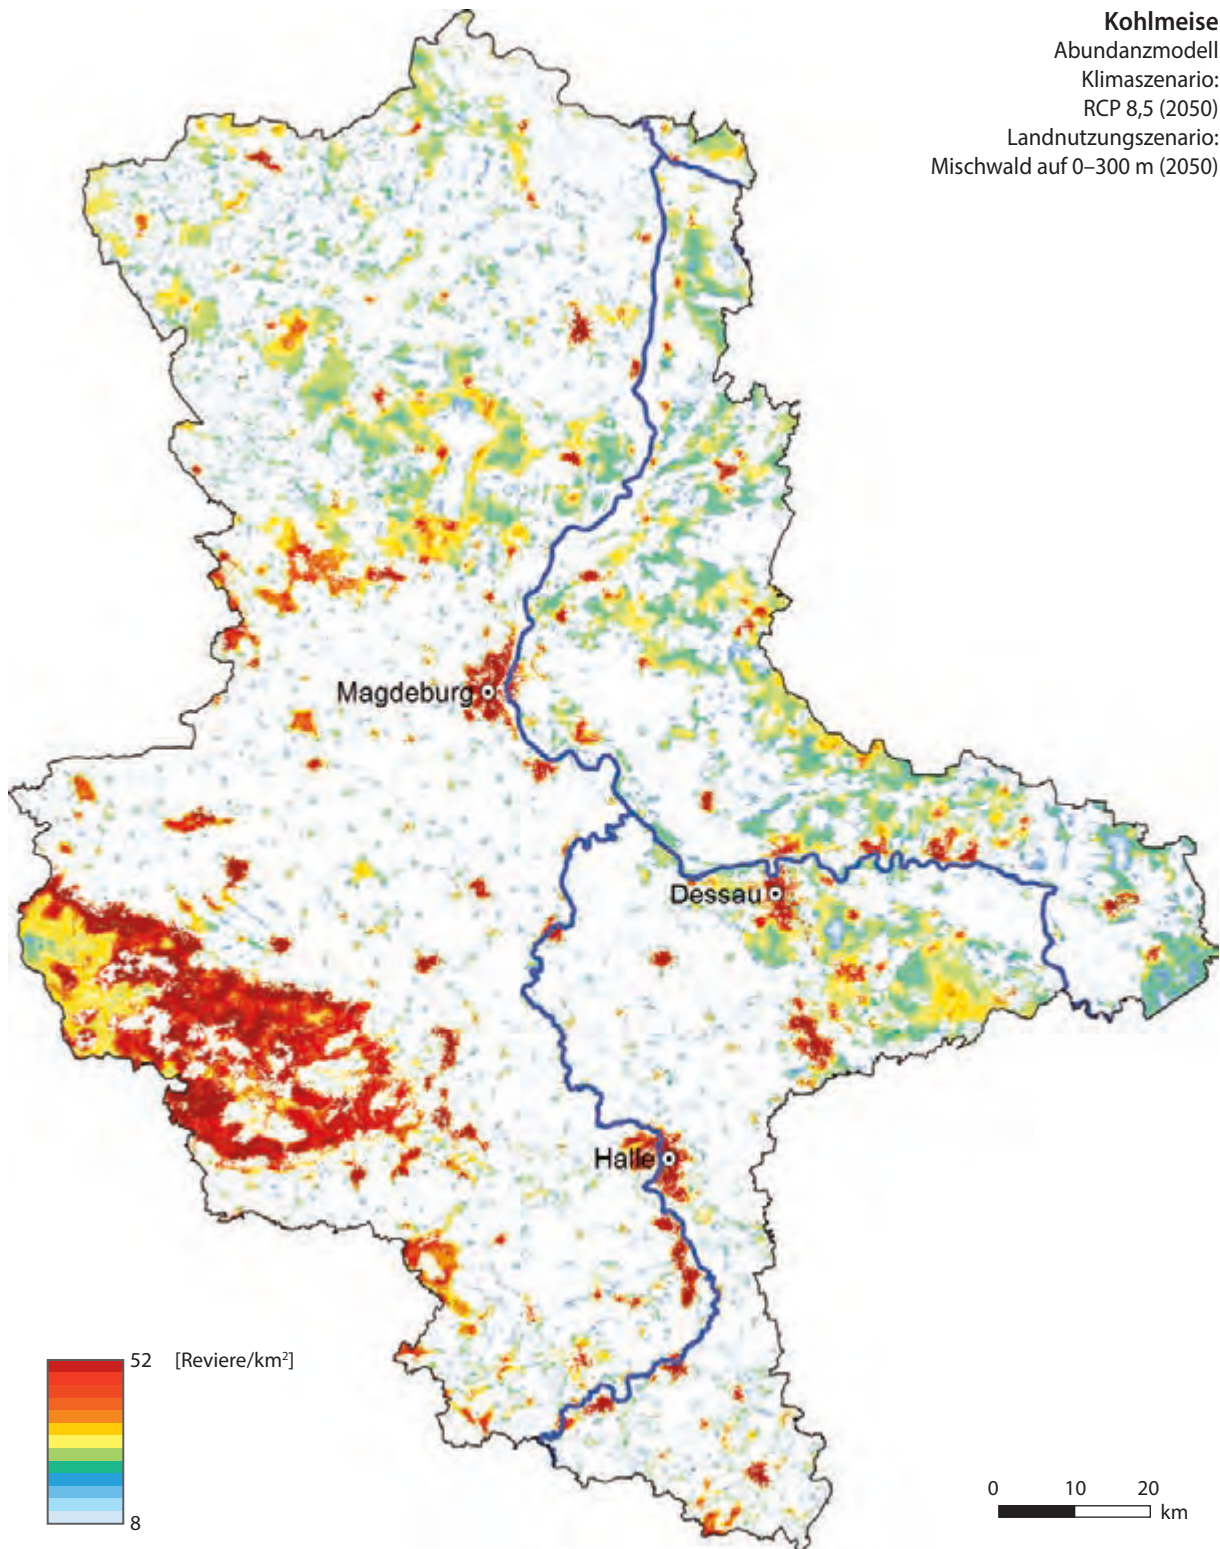 Kohlmeise
Abundanzmodell
Klimaszenario:
RCP 8,5 (2050)
Landnutzungszenario:
Mischwald auf 0–300 m (2050)
Magdeburg
Dessau
Halle
52 [Reviere/km²]
8
0 10 20
km